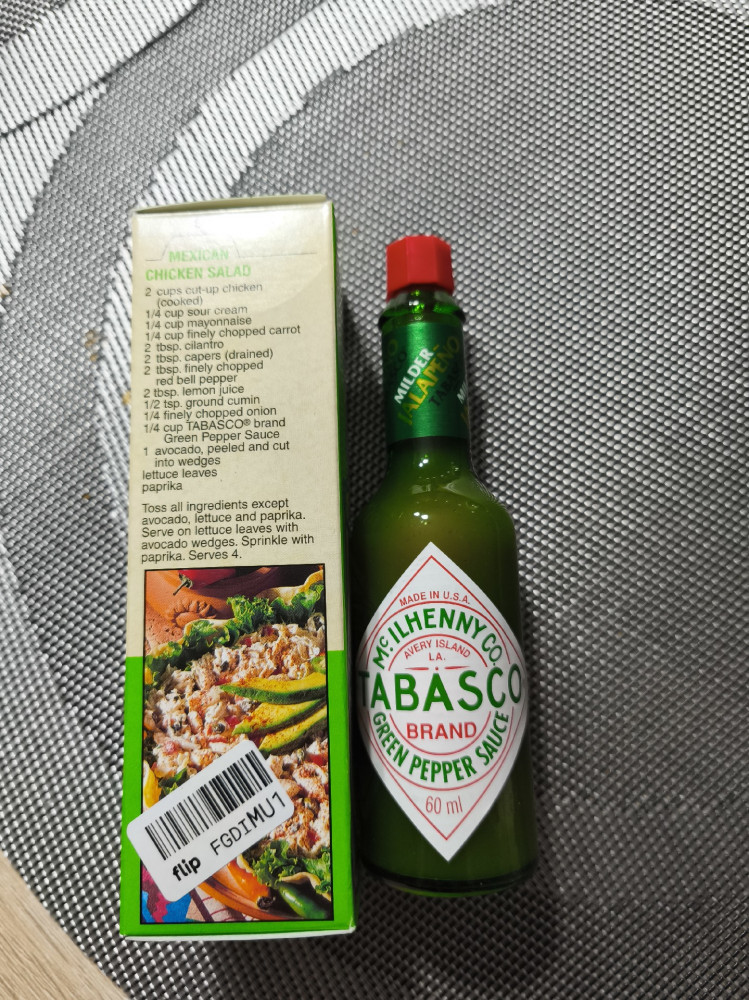 MEXICAN
CHICKEN SALAD
2 cups cut-up chicken
(cooked)
1/4 cup sour cream
1/4 cup mayonnaise
1/4 cup finely chopped carrot
2 tbsp. cilantro
2 tbsp. capers (drained)
2 tbsp. finely chopped
red bell pepper
2 tbsp. lemon juice
1/2 tsp. ground cumin
1/4 finely chopped onion
1/4 cup TABASCO® brand
Green Pepper Sauce
1 avocado, peeled and cut
into wedges
lettuce leaves
paprika
Toss all ingredients except
avocado, lettuce and paprika.
Serve on lettuce leaves with
avocado wedges. Sprinkle with
paprika. Serves 4.
flip FGDIMU1
MILDER
JALAPEÑO
MADE IN U.S.A.
McILHENNY CO.
AVERY ISLAND
LA.
TABASCO
BRAND
GREEN PEPPER SAUCE
60 ml